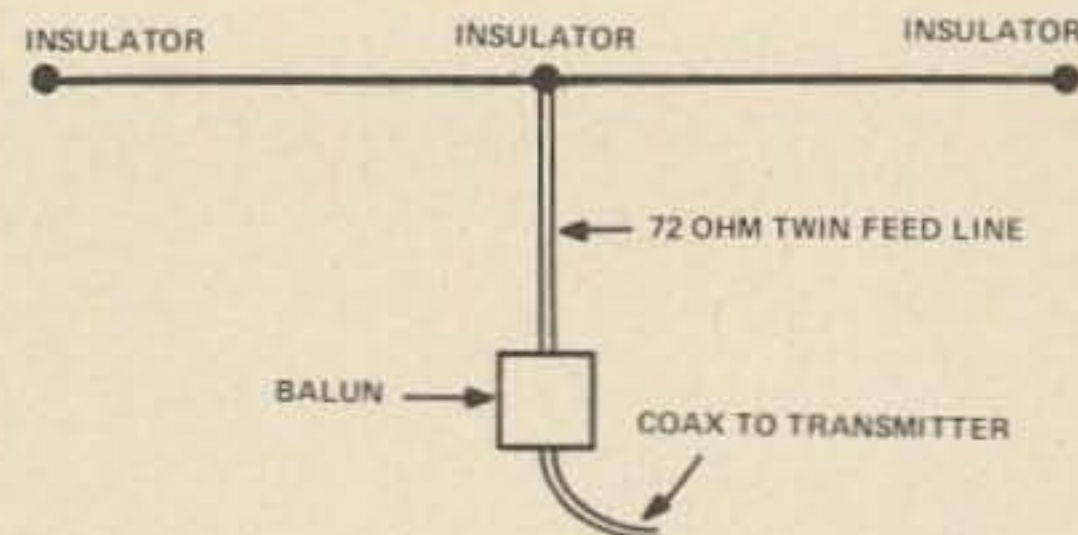 INSULATOR
INSULATOR
INSULATOR
72 OHM TWIN FEED LINE
BALUN
COAX TO TRANSMITTER